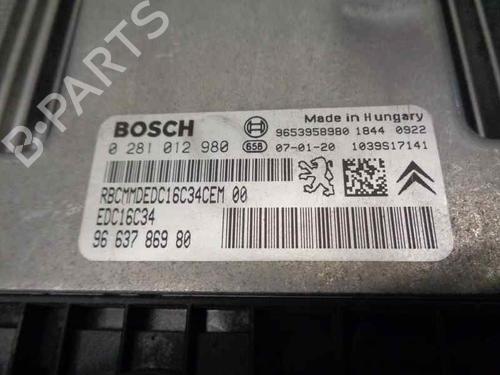 B-PARTS
BOSCH
Made in Hungary
9653958980 1844 0922
0 281 012 980 658 07-01-20 1039S17141
RBCMMDEDC16C34CEM 00
EDC16C34
96 637 869 80